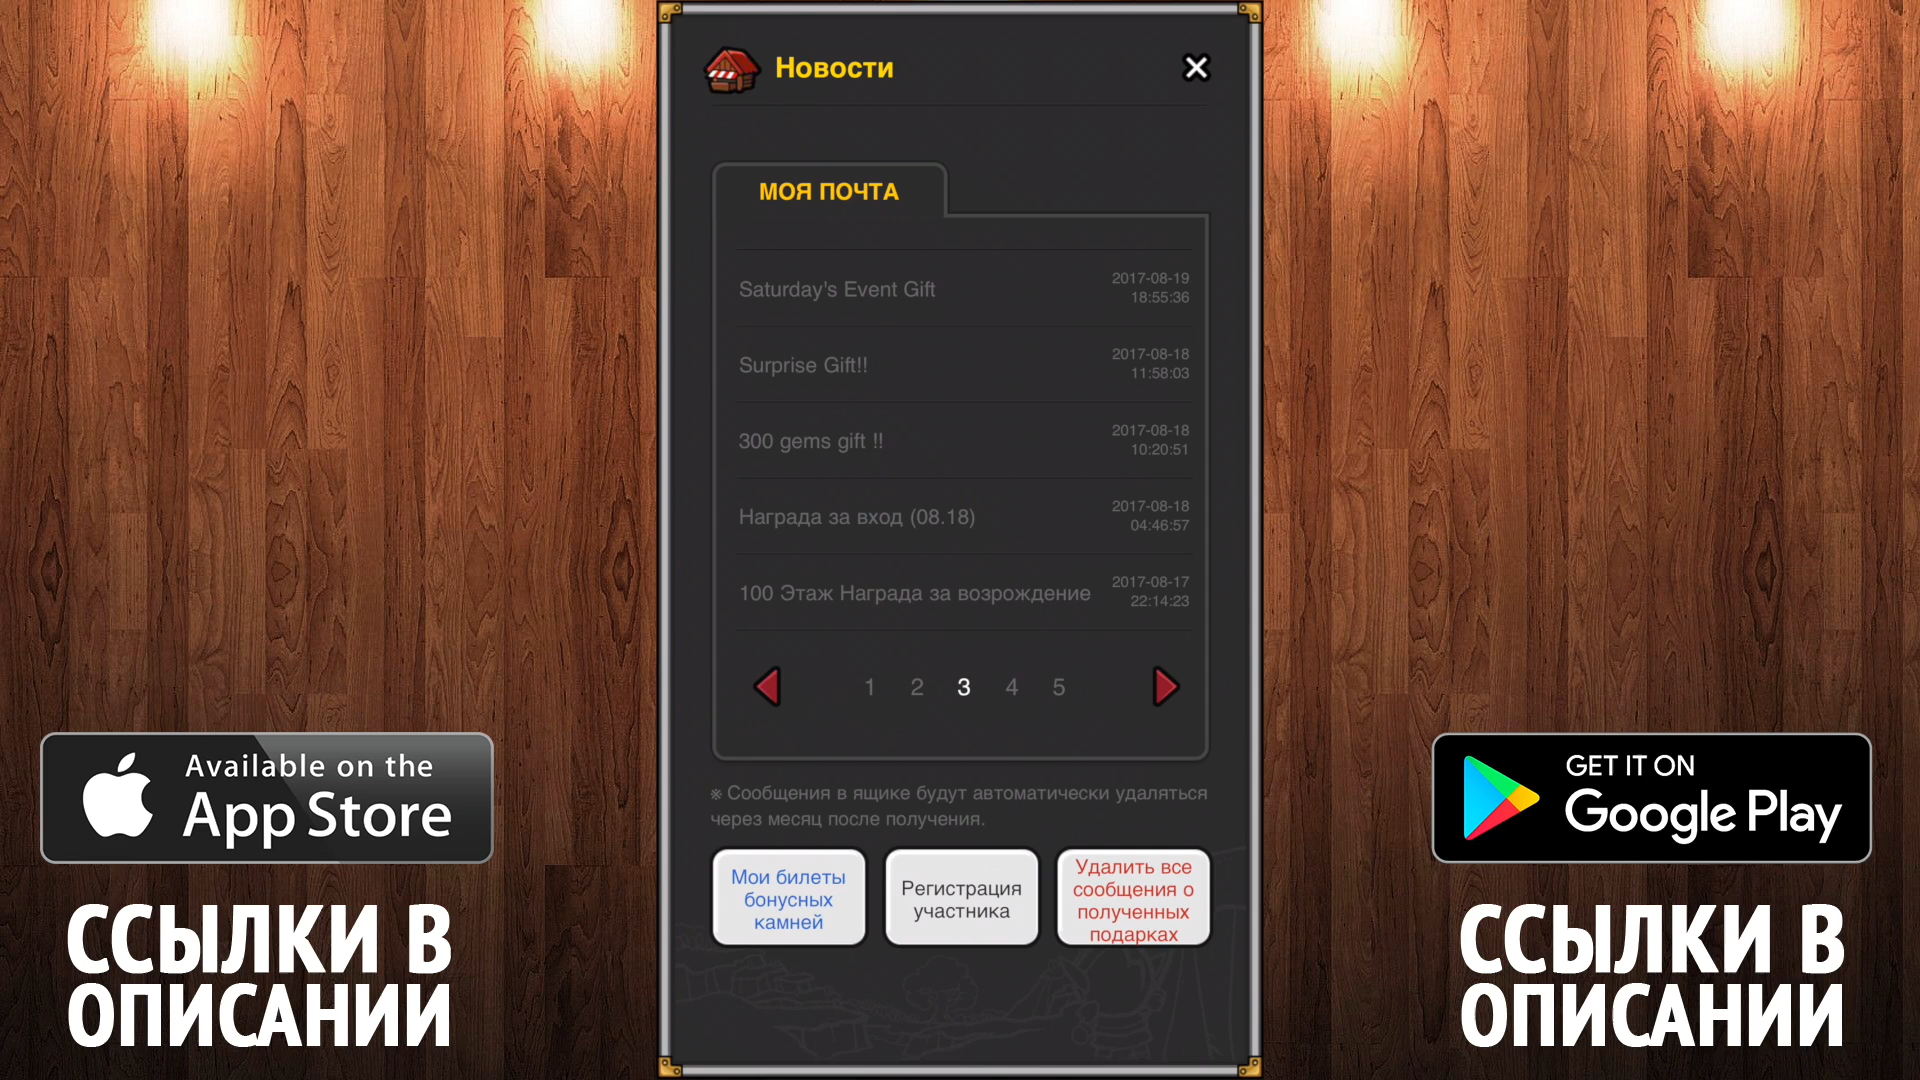 Новости
МОЯ ПОЧТА
Saturday's Event Gift
2017-08-19
18:55:36
Surprise Gift!!
2017-08-18
11:58:03
300 gems gift !!
2017-08-18
10:20:51
Награда за вход (08.18)
2017-08-18
04:46:57
100 Этаж Награда за возрождение
2017-08-17
22:14:23
1 2 3 4 5
※ Сообщения в ящике будут автоматически удаляться
через месяц после получения.
Мои билеты
бонусных
камней
Регистрация
участника
Удалить все
сообщения о
полученных
подарках
Available on the
App Store
ССЫЛКИ В
ОПИСАНИИ
GET IT ON
Google Play
ССЫЛКИ В
ОПИСАНИИ